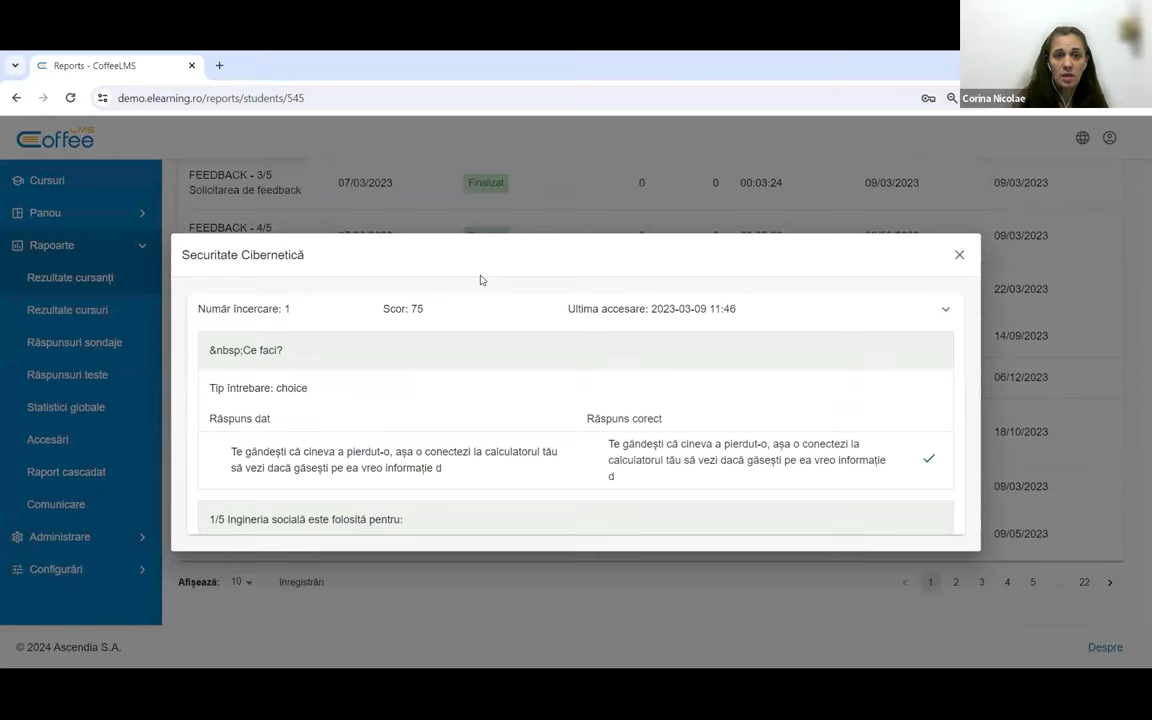 Reports - CoffeeLMS
demo.elearning.ro/reports/students/545
Corina Nicolae
Coffee LMS
Cursuri
Panou
Rapoarte
Rezultate cursanți
Rezultate cursuri
Răspunsuri sondaje
Răspunsuri teste
Statistici globale
Accesări
Raport cascadat
Comunicare
Administrare
Configurări
FEEDBACK - 3/5
Solicitarea de feedback
07/03/2023
Finalizat
0
0
00:03:24
09/03/2023
09/03/2023
FEEDBACK - 4/5
09/03/2023
22/03/2023
14/09/2023
06/12/2023
18/10/2023
09/03/2023
09/05/2023
Securitate Cibernetică
Număr încercare: 1
Scor: 75
Ultima accesare: 2023-03-09 11:46
&nbsp;Ce faci?
Tip întrebare: choice
Răspuns dat
Răspuns corect
Te gândești că cineva a pierdut-o, așa o conectezi la calculatorul tău
să vezi dacă găsești pe ea vreo informație d
Te gândești că cineva a pierdut-o, așa o conectezi la
calculatorul tău să vezi dacă găsești pe ea vreo informație
d
1/5 Ingineria socială este folosită pentru:
Afișează: 10 înregistrări
1 2 3 4 5 ... 22
© 2024 Ascendia S.A.
Despre